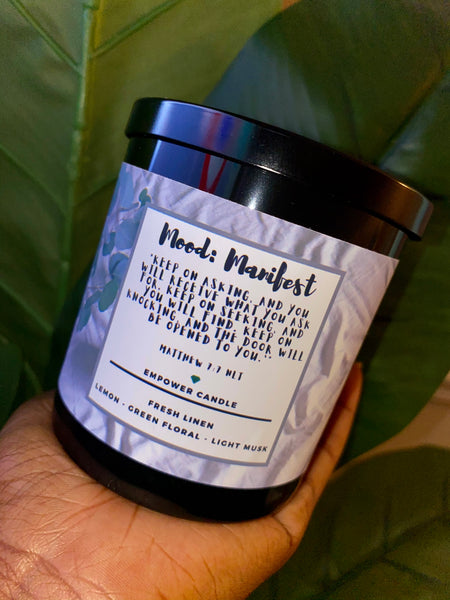 Mood: Manifest
"KEEP ON ASKING, AND YOU
WILL RECEIVE WHAT YOU ASK
FOR. KEEP ON SEEKING, AND
YOU WILL FIND. KEEP ON
KNOCKING, AND THE DOOR WILL
BE OPENED TO YOU."
MATTHEW 7:7 NLT
EMPOWER CANDLE
FRESH LINEN
LEMON - GREEN FLORAL - LIGHT MUSK